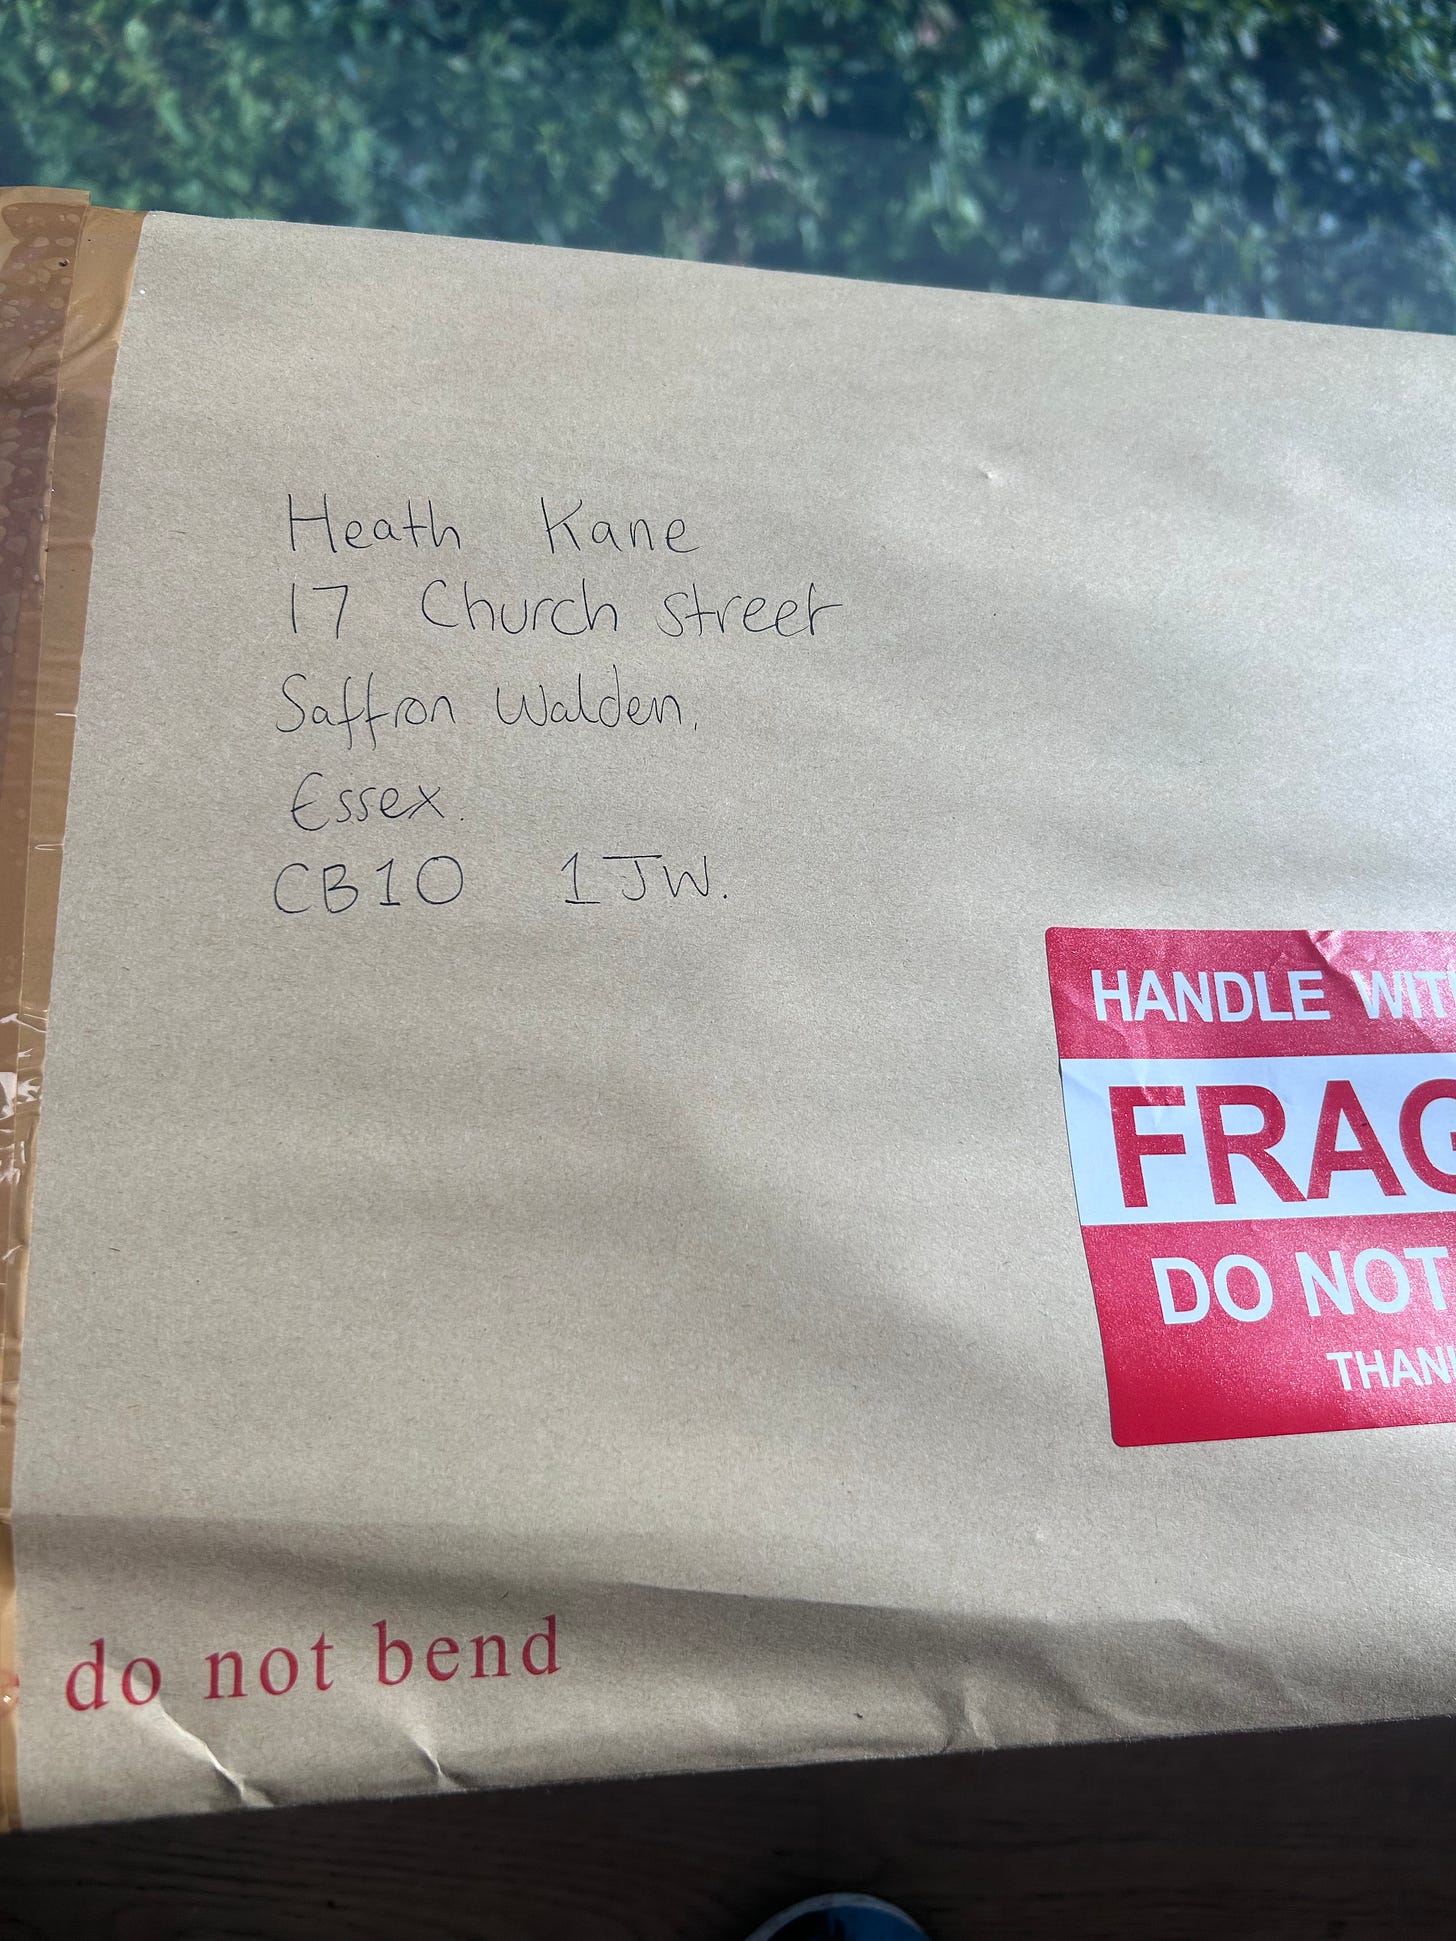 Heath Kane
17 Church street
Saffron Walden.
Essex.
CB10 1JW.
HANDLE WIT
FRAG
DO NOT
THAN
do not bend